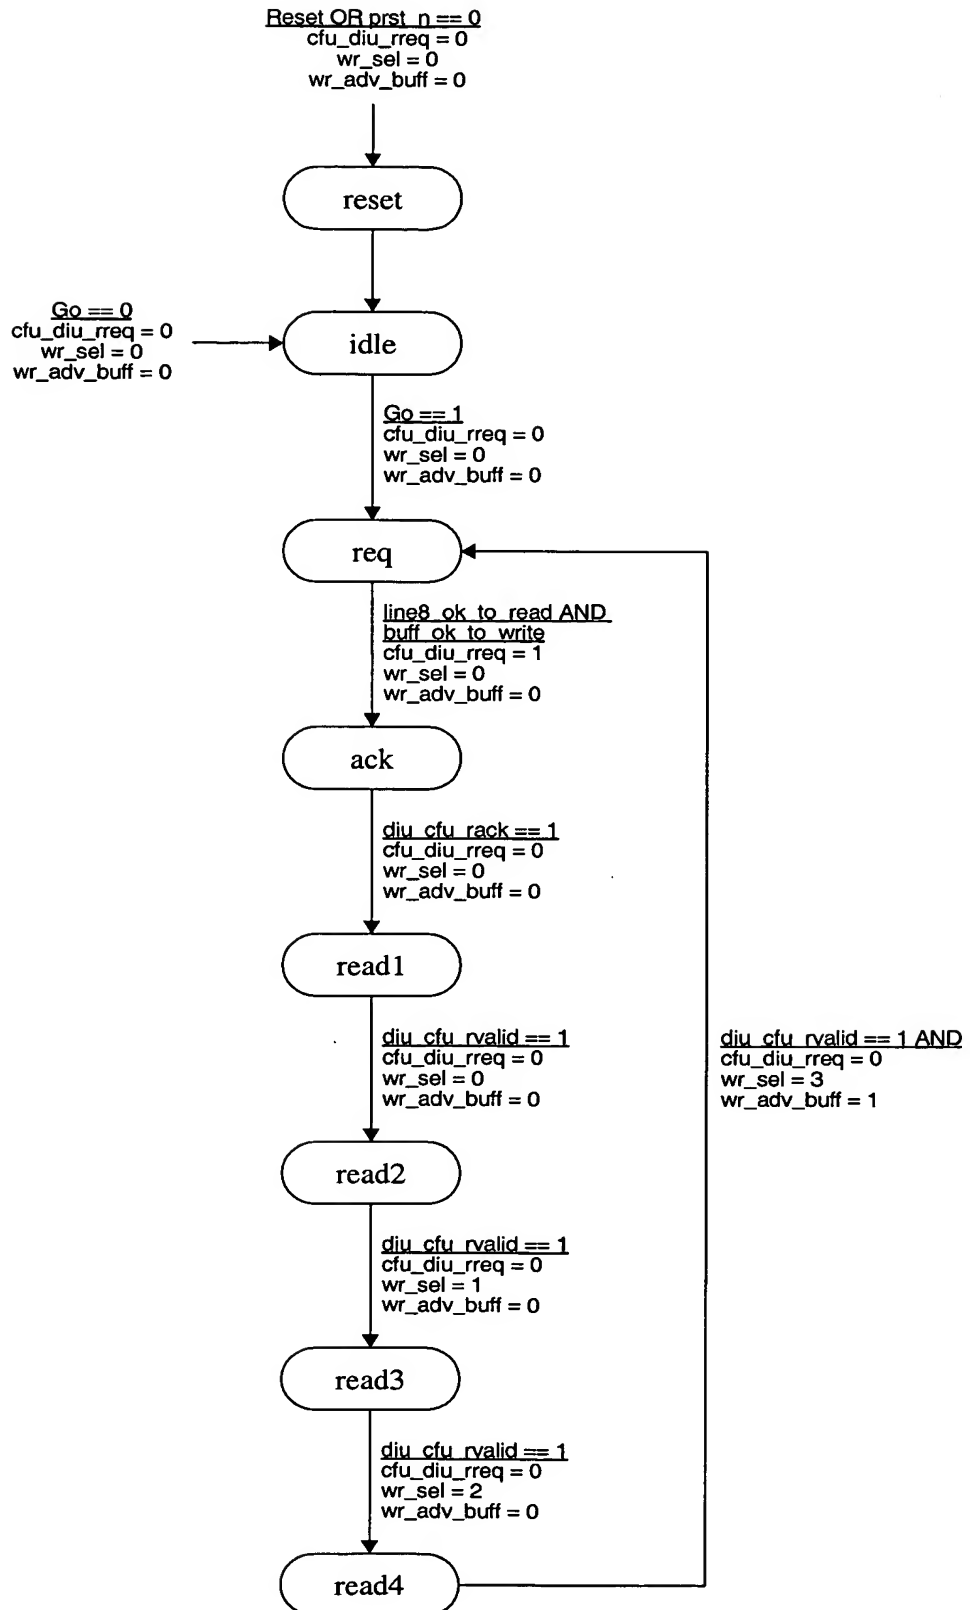 Reset OR prst_n == 0
cfu_diu_rreq = 0
wr_sel = 0
wr_adv_buff = 0
reset
Go == 0
cfu_diu_rreq = 0
wr_sel = 0
wr_adv_buff = 0
idle
Go == 1
cfu_diu_rreq = 0
wr_sel = 0
wr_adv_buff = 0
req
line8_ok_to_read AND
buff_ok_to_write
cfu_diu_rreq = 1
wr_sel = 0
wr_adv_buff = 0
ack
diu_cfu_rack == 1
cfu_diu_rreq = 0
wr_sel = 0
wr_adv_buff = 0
read1
diu_cfu_rvalid == 1
cfu_diu_rreq = 0
wr_sel = 0
wr_adv_buff = 0
diu_cfu_rvalid == 1 AND
cfu_diu_rreq = 0
wr_sel = 3
wr_adv_buff = 1
read2
diu_cfu_rvalid == 1
cfu_diu_rreq = 0
wr_sel = 1
wr_adv_buff = 0
read3
diu_cfu_rvalid == 1
cfu_diu_rreq = 0
wr_sel = 2
wr_adv_buff = 0
read4